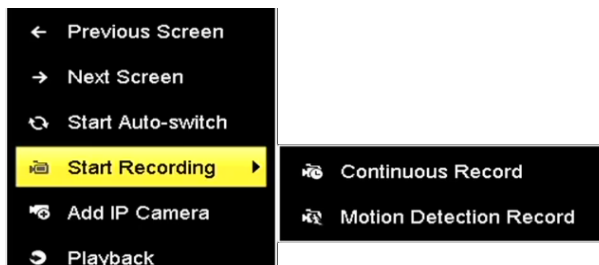 Previous Screen
Next Screen
Start Auto-switch
Start Recording
Continuous Record
Add IP Camera
Motion Detection Record
Playback